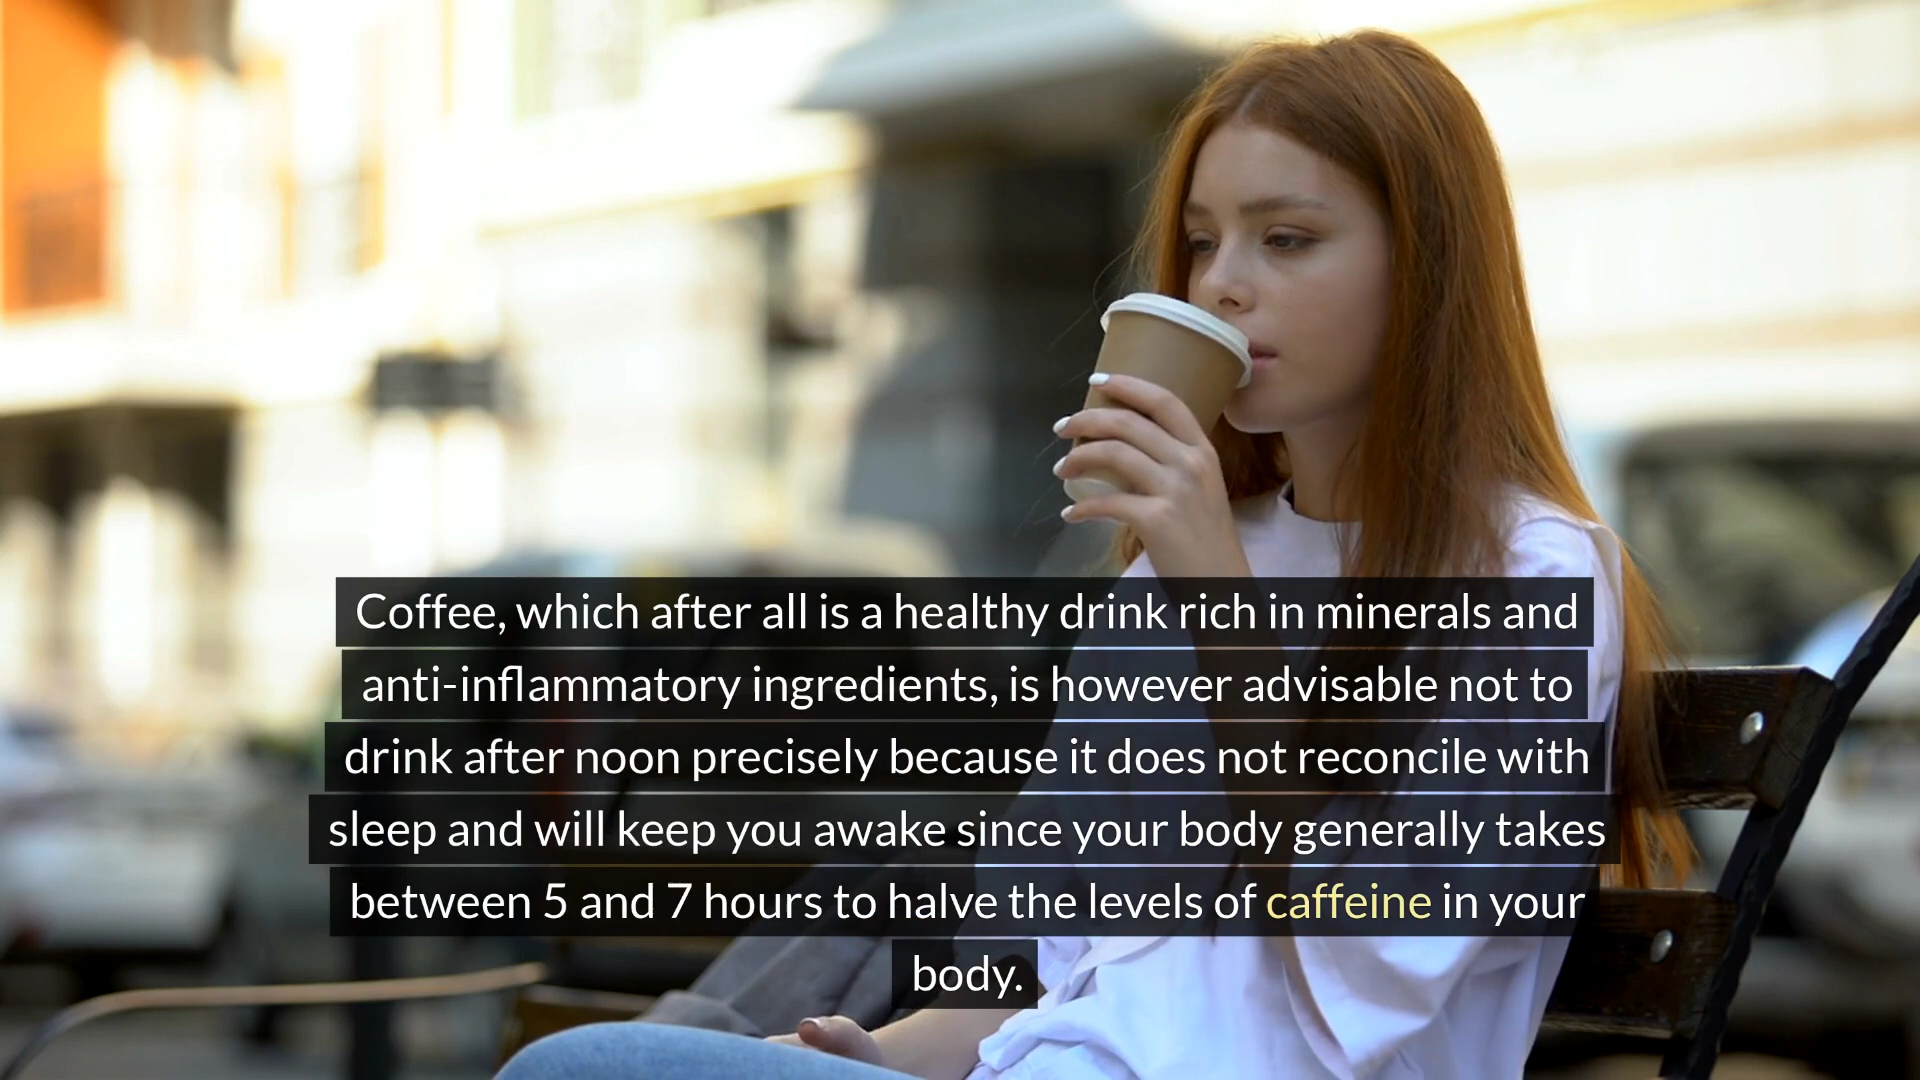 Coffee, which after all is a healthy drink rich in minerals and
anti-inflammatory ingredients, is however advisable not to
drink after noon precisely because it does not reconcile with
sleep and will keep you awake since your body generally takes
between 5 and 7 hours to halve the levels of caffeine in your
body.